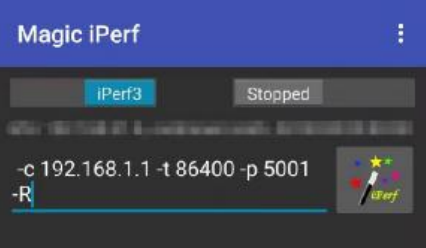 Magic iPerf
iPerf3
Stopped
-c 192.168.1.1 -t 86400 -p 5001
-R
iPerf